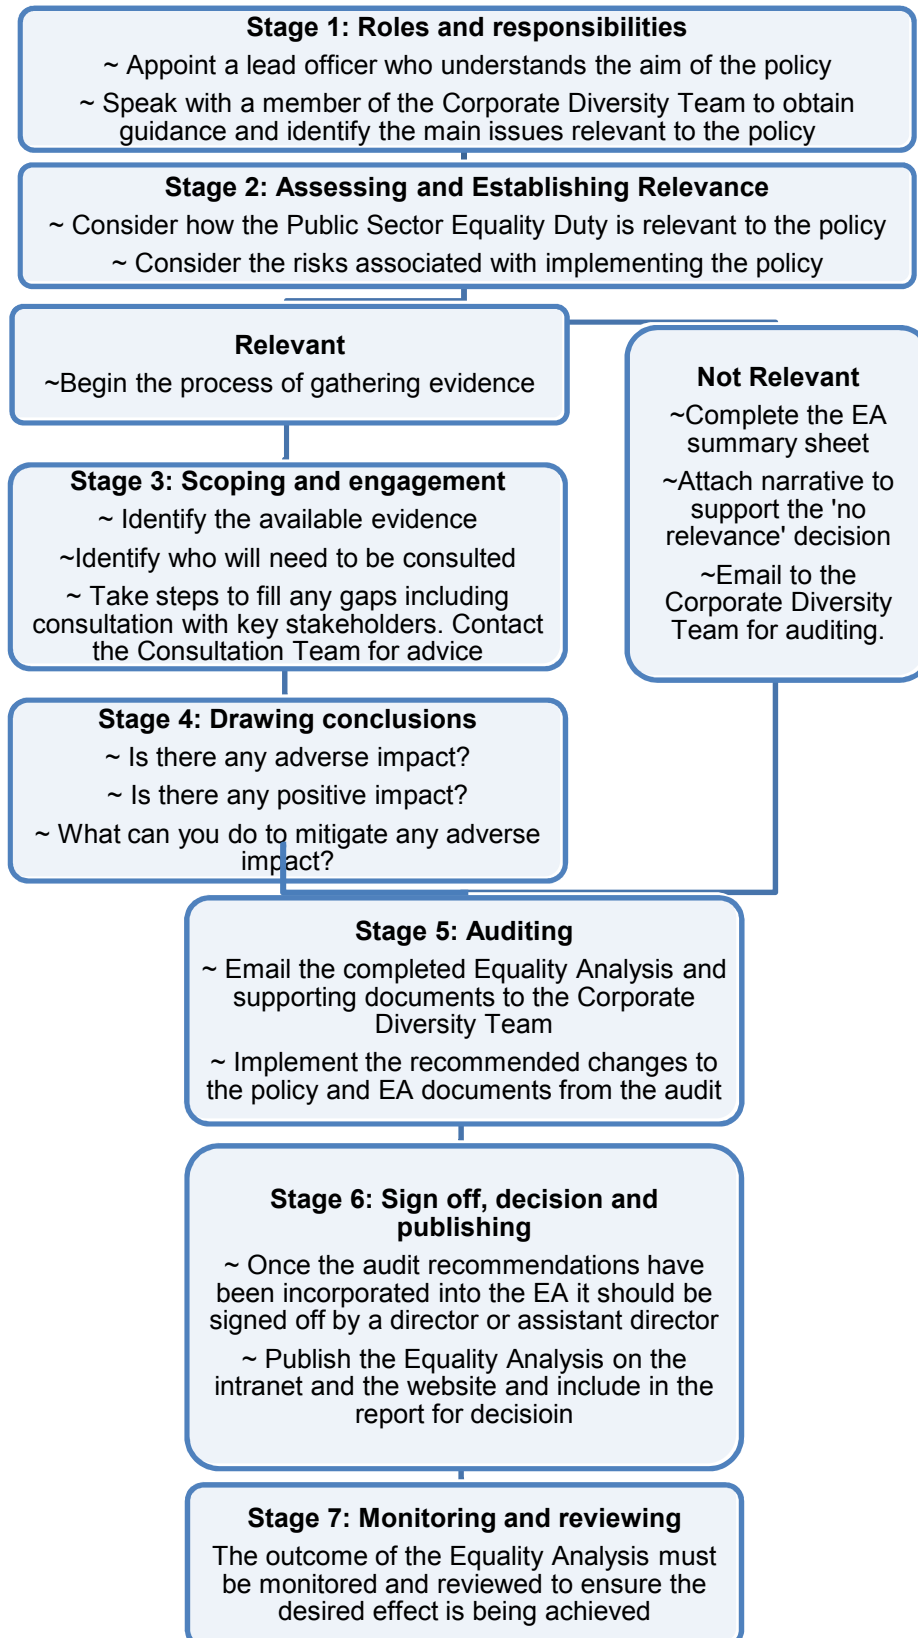 Stage 1: Roles and responsibilities
~ Appoint a lead officer who understands the aim of the policy
~ Speak with a member of the Corporate Diversity Team to obtain
guidance and identify the main issues relevant to the policy
Stage 2: Assessing and Establishing Relevance
~ Consider how the Public Sector Equality Duty is relevant to the policy
~ Consider the risks associated with implementing the policy
Relevant
~Begin the process of gathering evidence
Not Relevant
~Complete the EA
summary sheet
~Attach narrative to
support the 'no
relevance' decision
~Email to the
Corporate Diversity
Team for auditing.
Stage 3: Scoping and engagement
~ Identify the available evidence
~Identify who will need to be consulted
~ Take steps to fill any gaps including
consultation with key stakeholders. Contact
the Consultation Team for advice
Stage 4: Drawing conclusions
~ Is there any adverse impact?
~ Is there any positive impact?
~ What can you do to mitigate any adverse
impact?
Stage 5: Auditing
~ Email the completed Equality Analysis and
supporting documents to the Corporate
Diversity Team
~ Implement the recommended changes to
the policy and EA documents from the audit
Stage 6: Sign off, decision and
publishing
~ Once the audit recommendations have
been incorporated into the EA it should be
signed off by a director or assistant director
~ Publish the Equality Analysis on the
intranet and the website and include in the
report for decisioin
Stage 7: Monitoring and reviewing
The outcome of the Equality Analysis must
be monitored and reviewed to ensure the
desired effect is being achieved